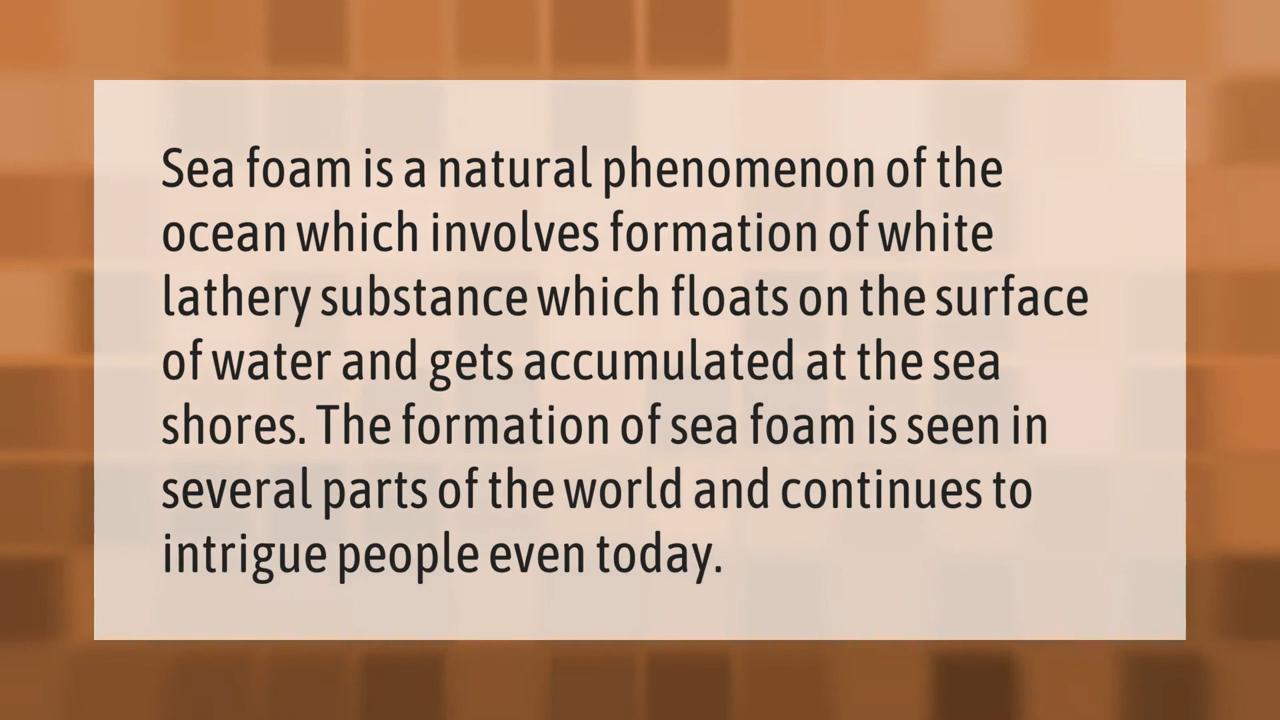 Sea foam is a natural phenomenon of the
ocean which involves formation of white
lathery substance which floats on the surface
of water and gets accumulated at the sea
shores. The formation of sea foam is seen in
several parts of the world and continues to
intrigue people even today.